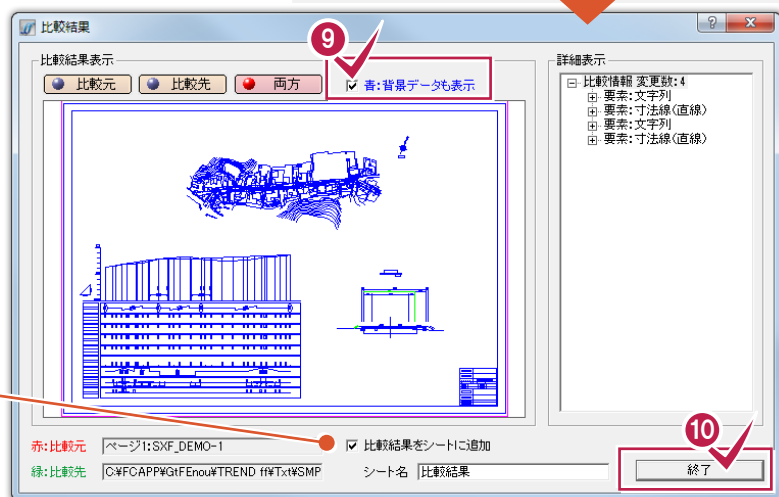 比較結果
9
比較結果表示
比較元 比較先 両方 青:背景データも表示
詳細表示
比較情報 変更数:4
要素:文字列
要素:寸法線(直線)
要素:文字列
要素:寸法線(直線)
赤:比較元 ページ1:SXF_DEMO-1 比較結果をシートに追加
緑:比較先 C:¥FCAPP¥GtFEnou¥TREND ff¥Txt¥SMP シート名 比較結果
10
終了